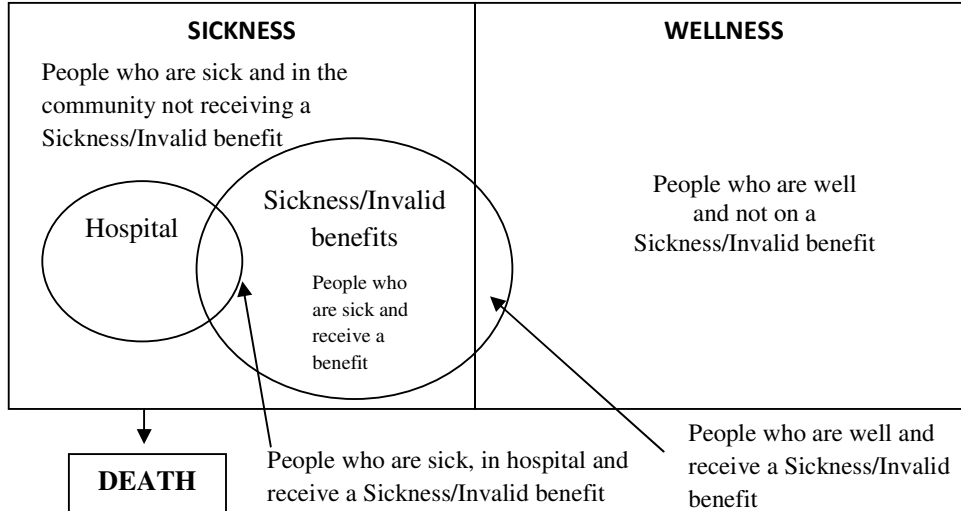 SICKNESS
People who are sick and in the
community not receiving a
Sickness/Invalid benefit
Hospital
Sickness/Invalid
benefits
People who
are sick and
receive a
benefit
WELLNESS
People who are well
and not on a
Sickness/Invalid benefit
DEATH
People who are sick, in hospital and
receive a Sickness/Invalid benefit
People who are well and
receive a Sickness/Invalid
benefit